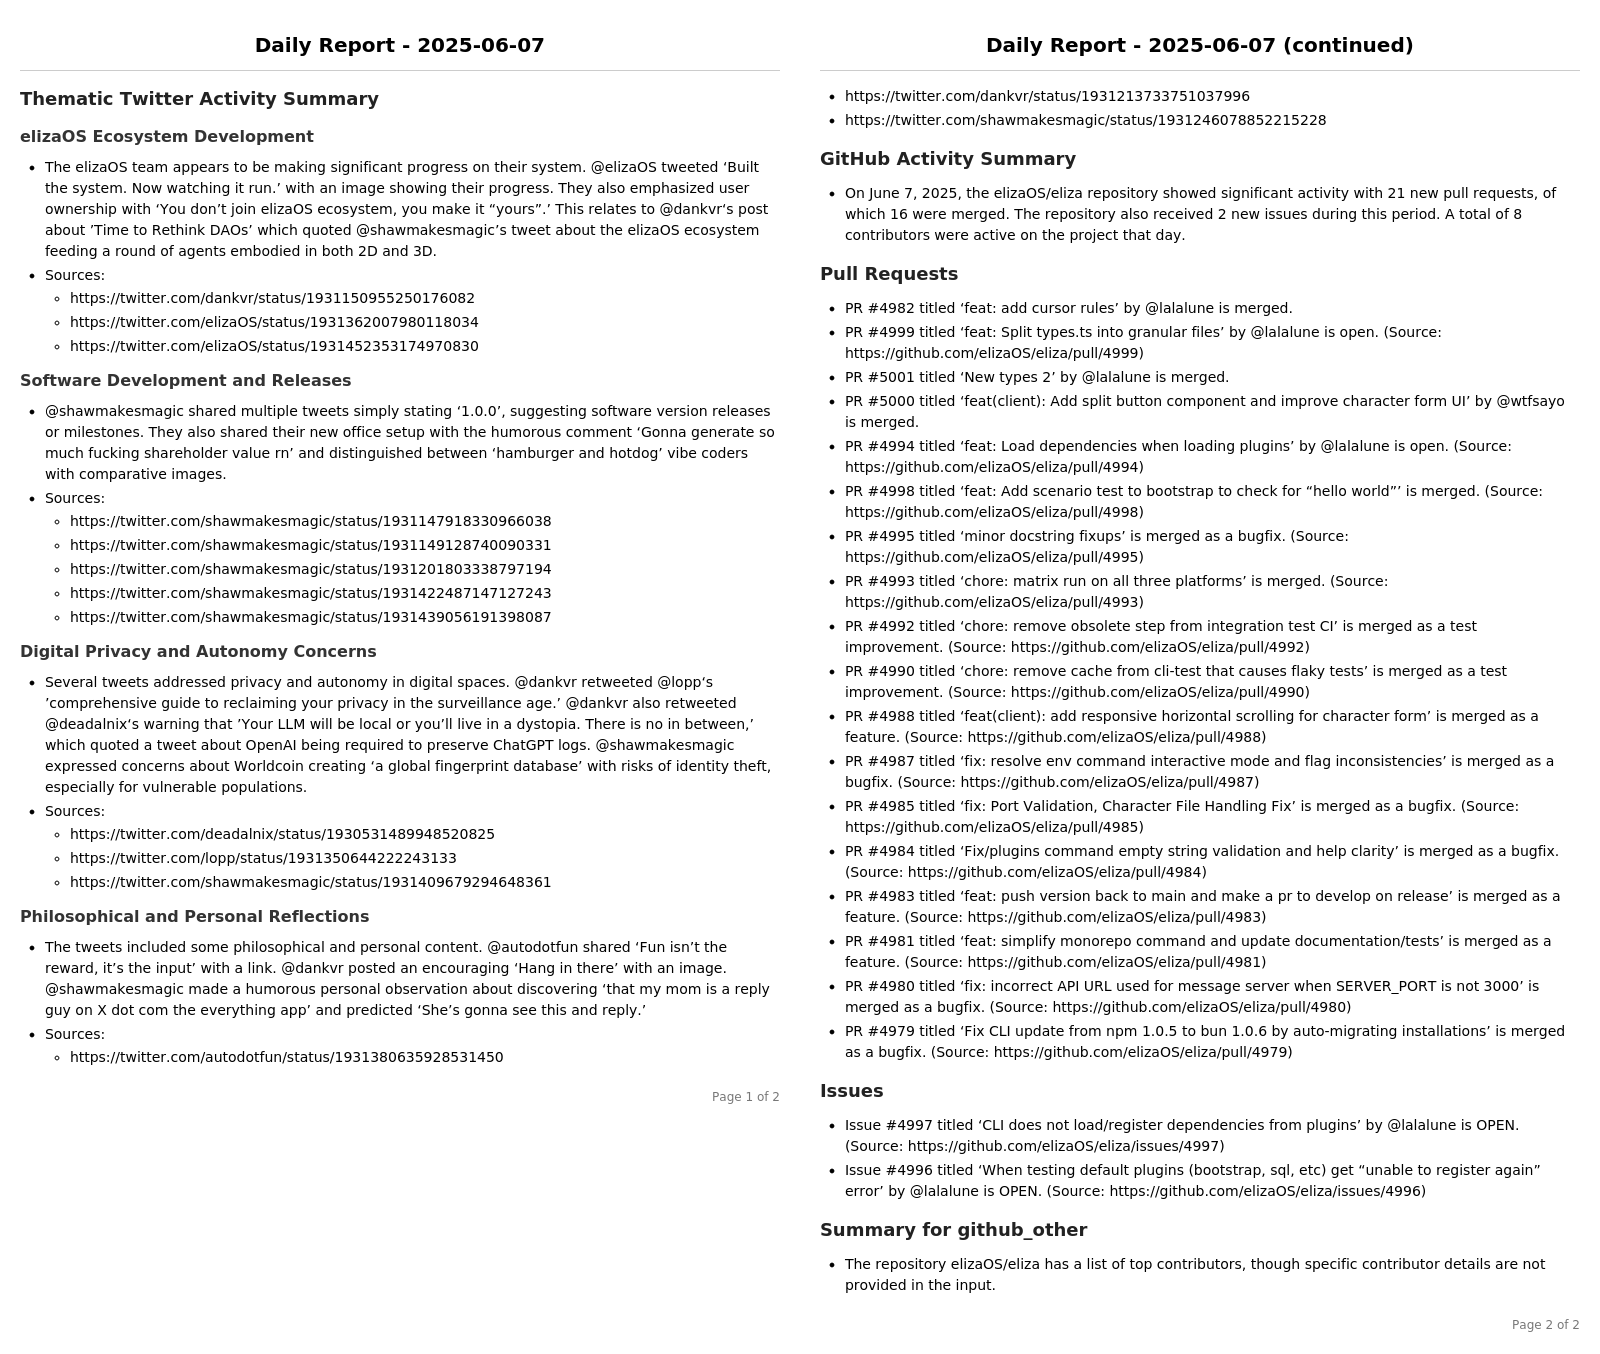 Daily Report - 2025-06-07
Thematic Twitter Activity Summary
elizaOS Ecosystem Development
• The elizaOS team appears to be making significant progress on their system. @elizaOS tweeted ‘Built
the system. Now watching it run.’ with an image showing their progress. They also emphasized user
ownership with ‘You don’t join elizaOS ecosystem, you make it “yours”.’ This relates to @dankvr‘s post
about ’Time to Rethink DAOs’ which quoted @shawmakesmagic’s tweet about the elizaOS ecosystem
feeding a round of agents embodied in both 2D and 3D.
• Sources:
◦ https://twitter.com/dankvr/status/1931150955250176082
◦ https://twitter.com/elizaOS/status/1931362007980118034
◦ https://twitter.com/elizaOS/status/1931452353174970830
Software Development and Releases
• @shawmakesmagic shared multiple tweets simply stating ‘1.0.0’, suggesting software version releases
or milestones. They also shared their new office setup with the humorous comment ‘Gonna generate so
much fucking shareholder value rn’ and distinguished between ‘hamburger and hotdog’ vibe coders
with comparative images.
• Sources:
◦ https://twitter.com/shawmakesmagic/status/1931147918330966038
◦ https://twitter.com/shawmakesmagic/status/1931149128740090331
◦ https://twitter.com/shawmakesmagic/status/1931201803338797194
◦ https://twitter.com/shawmakesmagic/status/1931422487147127243
◦ https://twitter.com/shawmakesmagic/status/1931439056191398087
Digital Privacy and Autonomy Concerns
• Several tweets addressed privacy and autonomy in digital spaces. @dankvr retweeted @lopp‘s
’comprehensive guide to reclaiming your privacy in the surveillance age.’ @dankvr also retweeted
@deadalnix‘s warning that ’Your LLM will be local or you’ll live in a dystopia. There is no in between,’
which quoted a tweet about OpenAI being required to preserve ChatGPT logs. @shawmakesmagic
expressed concerns about Worldcoin creating ‘a global fingerprint database’ with risks of identity theft,
especially for vulnerable populations.
• Sources:
◦ https://twitter.com/deadalnix/status/1930531489948520825
◦ https://twitter.com/lopp/status/1931350644222243133
◦ https://twitter.com/shawmakesmagic/status/1931409679294648361
Philosophical and Personal Reflections
• The tweets included some philosophical and personal content. @autodotfun shared ‘Fun isn’t the
reward, it’s the input’ with a link. @dankvr posted an encouraging ‘Hang in there’ with an image.
@shawmakesmagic made a humorous personal observation about discovering ‘that my mom is a reply
guy on X dot com the everything app’ and predicted ‘She’s gonna see this and reply.’
• Sources:
◦ https://twitter.com/autodotfun/status/1931380635928531450
Page 1 of 2
Daily Report - 2025-06-07 (continued)
• https://twitter.com/dankvr/status/1931213733751037996
• https://twitter.com/shawmakesmagic/status/1931246078852215228
GitHub Activity Summary
• On June 7, 2025, the elizaOS/eliza repository showed significant activity with 21 new pull requests, of
which 16 were merged. The repository also received 2 new issues during this period. A total of 8
contributors were active on the project that day.
Pull Requests
• PR #4982 titled ‘feat: add cursor rules’ by @lalalune is merged.
• PR #4999 titled ‘feat: Split types.ts into granular files’ by @lalalune is open. (Source:
https://github.com/elizaOS/eliza/pull/4999)
• PR #5001 titled ‘New types 2’ by @lalalune is merged.
• PR #5000 titled ‘feat(client): Add split button component and improve character form UI’ by @wtfsayo
is merged.
• PR #4994 titled ‘feat: Load dependencies when loading plugins’ by @lalalune is open. (Source:
https://github.com/elizaOS/eliza/pull/4994)
• PR #4998 titled ‘feat: Add scenario test to bootstrap to check for “hello world”’ is merged. (Source:
https://github.com/elizaOS/eliza/pull/4998)
• PR #4995 titled ‘minor docstring fixups’ is merged as a bugfix. (Source:
https://github.com/elizaOS/eliza/pull/4995)
• PR #4993 titled ‘chore: matrix run on all three platforms’ is merged. (Source:
https://github.com/elizaOS/eliza/pull/4993)
• PR #4992 titled ‘chore: remove obsolete step from integration test CI’ is merged as a test
improvement. (Source: https://github.com/elizaOS/eliza/pull/4992)
• PR #4990 titled ‘chore: remove cache from cli-test that causes flaky tests’ is merged as a test
improvement. (Source: https://github.com/elizaOS/eliza/pull/4990)
• PR #4988 titled ‘feat(client): add responsive horizontal scrolling for character form’ is merged as a
feature. (Source: https://github.com/elizaOS/eliza/pull/4988)
• PR #4987 titled ‘fix: resolve env command interactive mode and flag inconsistencies’ is merged as a
bugfix. (Source: https://github.com/elizaOS/eliza/pull/4987)
• PR #4985 titled ‘fix: Port Validation, Character File Handling Fix’ is merged as a bugfix. (Source:
https://github.com/elizaOS/eliza/pull/4985)
• PR #4984 titled ‘Fix/plugins command empty string validation and help clarity’ is merged as a bugfix.
(Source: https://github.com/elizaOS/eliza/pull/4984)
• PR #4983 titled ‘feat: push version back to main and make a pr to develop on release’ is merged as a
feature. (Source: https://github.com/elizaOS/eliza/pull/4983)
• PR #4981 titled ‘feat: simplify monorepo command and update documentation/tests’ is merged as a
feature. (Source: https://github.com/elizaOS/eliza/pull/4981)
• PR #4980 titled ‘fix: incorrect API URL used for message server when SERVER_PORT is not 3000’ is
merged as a bugfix. (Source: https://github.com/elizaOS/eliza/pull/4980)
• PR #4979 titled ‘Fix CLI update from npm 1.0.5 to bun 1.0.6 by auto-migrating installations’ is merged
as a bugfix. (Source: https://github.com/elizaOS/eliza/pull/4979)
Issues
• Issue #4997 titled ‘CLI does not load/register dependencies from plugins’ by @lalalune is OPEN.
(Source: https://github.com/elizaOS/eliza/issues/4997)
• Issue #4996 titled ‘When testing default plugins (bootstrap, sql, etc) get “unable to register again”
error’ by @lalalune is OPEN. (Source: https://github.com/elizaOS/eliza/issues/4996)
Summary for github_other
• The repository elizaOS/eliza has a list of top contributors, though specific contributor details are not
provided in the input.
Page 2 of 2